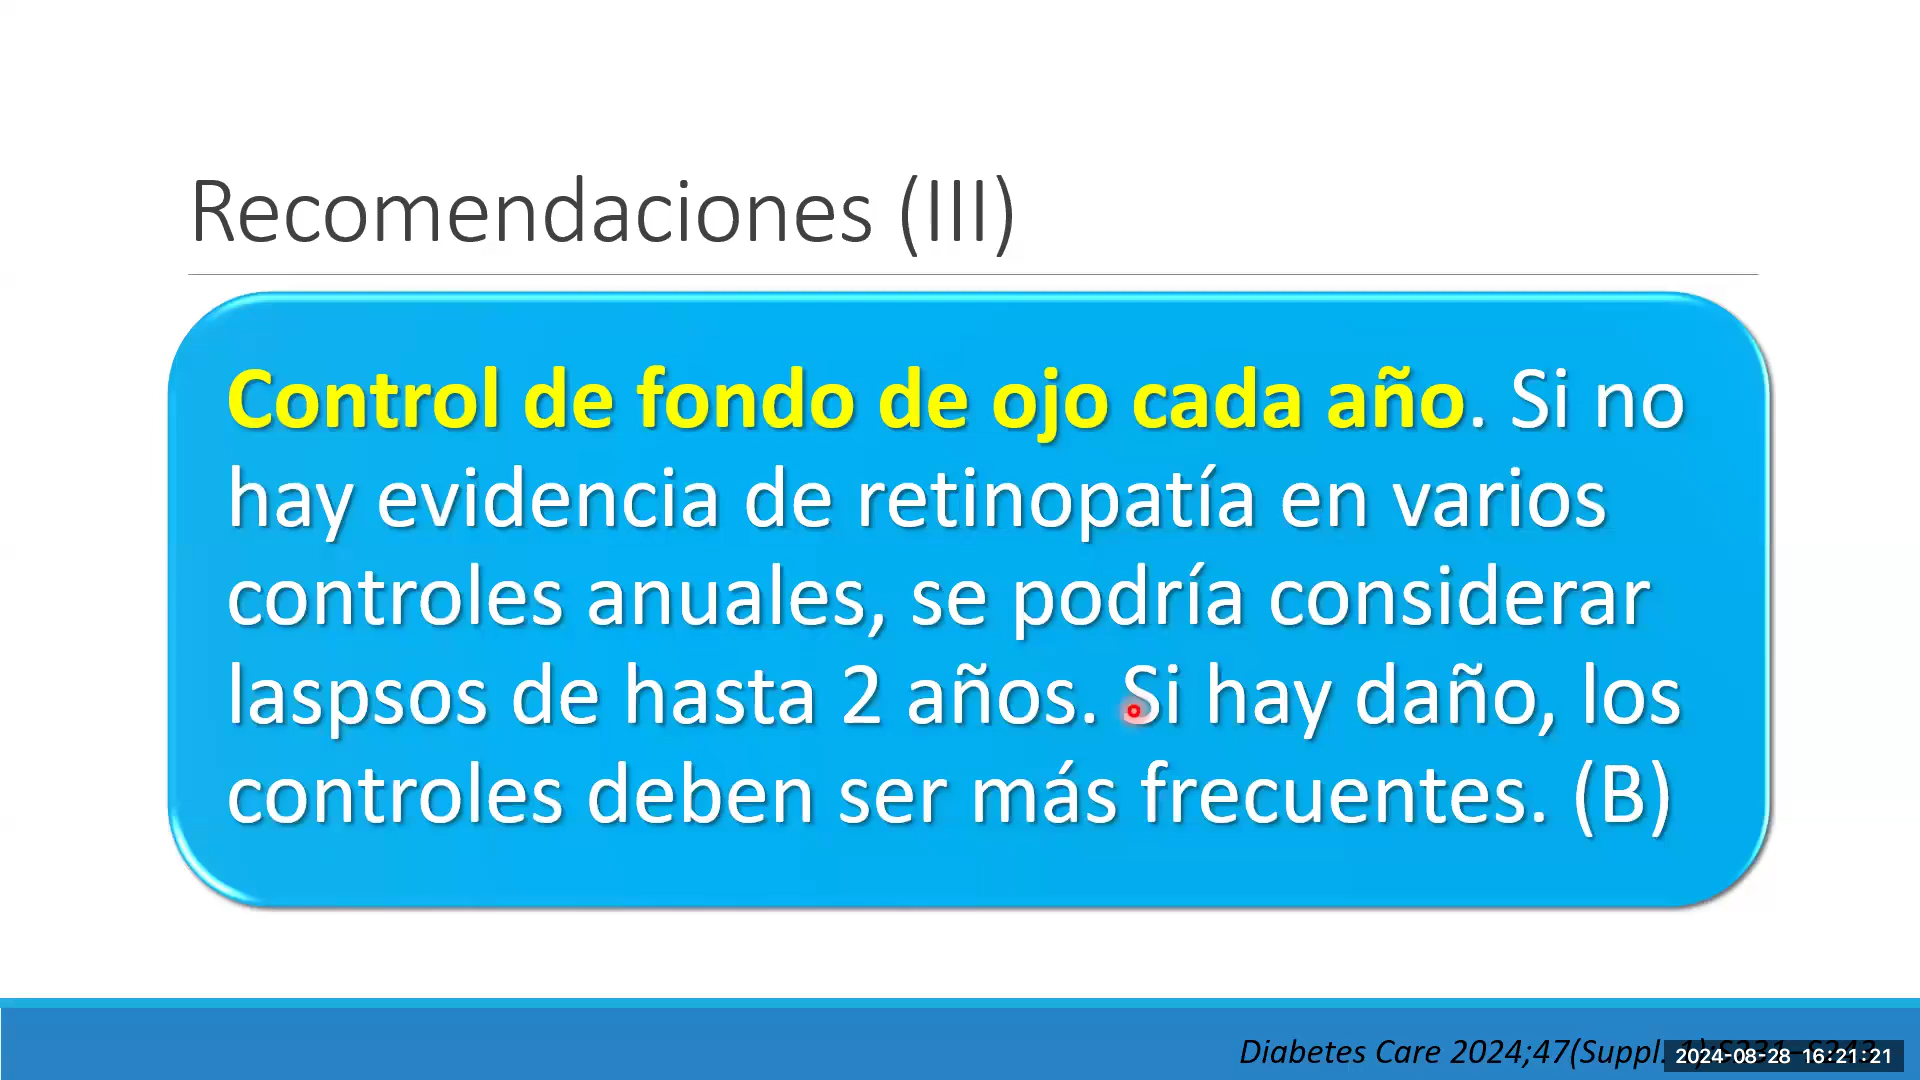 Recomendaciones (III)
Control de fondo de ojo cada año. Si no
hay evidencia de retinopatía en varios
controles anuales, se podría considerar
laspsos de hasta 2 años. Si hay daño, los
controles deben ser más frecuentes. (B)
Diabetes Care 2024;47(Suppl.
2024-08-28 16:21:21